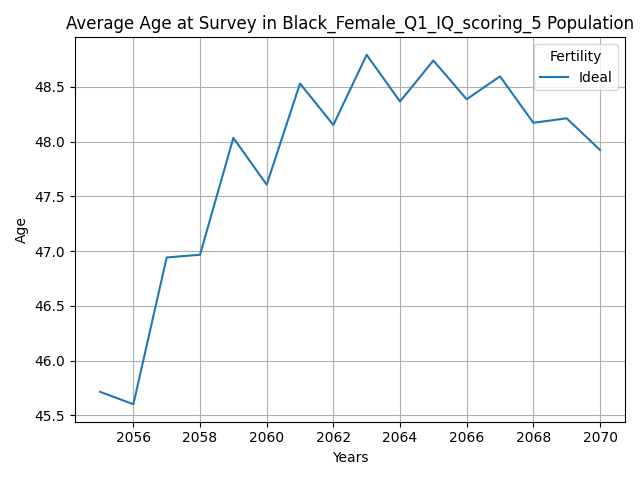 Average Age at Survey in Black_Female_Q1_IQ_scoring_5 Population
Fertility
Ideal
Age
48.5
48.0
47.5
47.0
46.5
46.0
45.5
2056 2058 2060 2062 2064 2066 2068 2070
Years